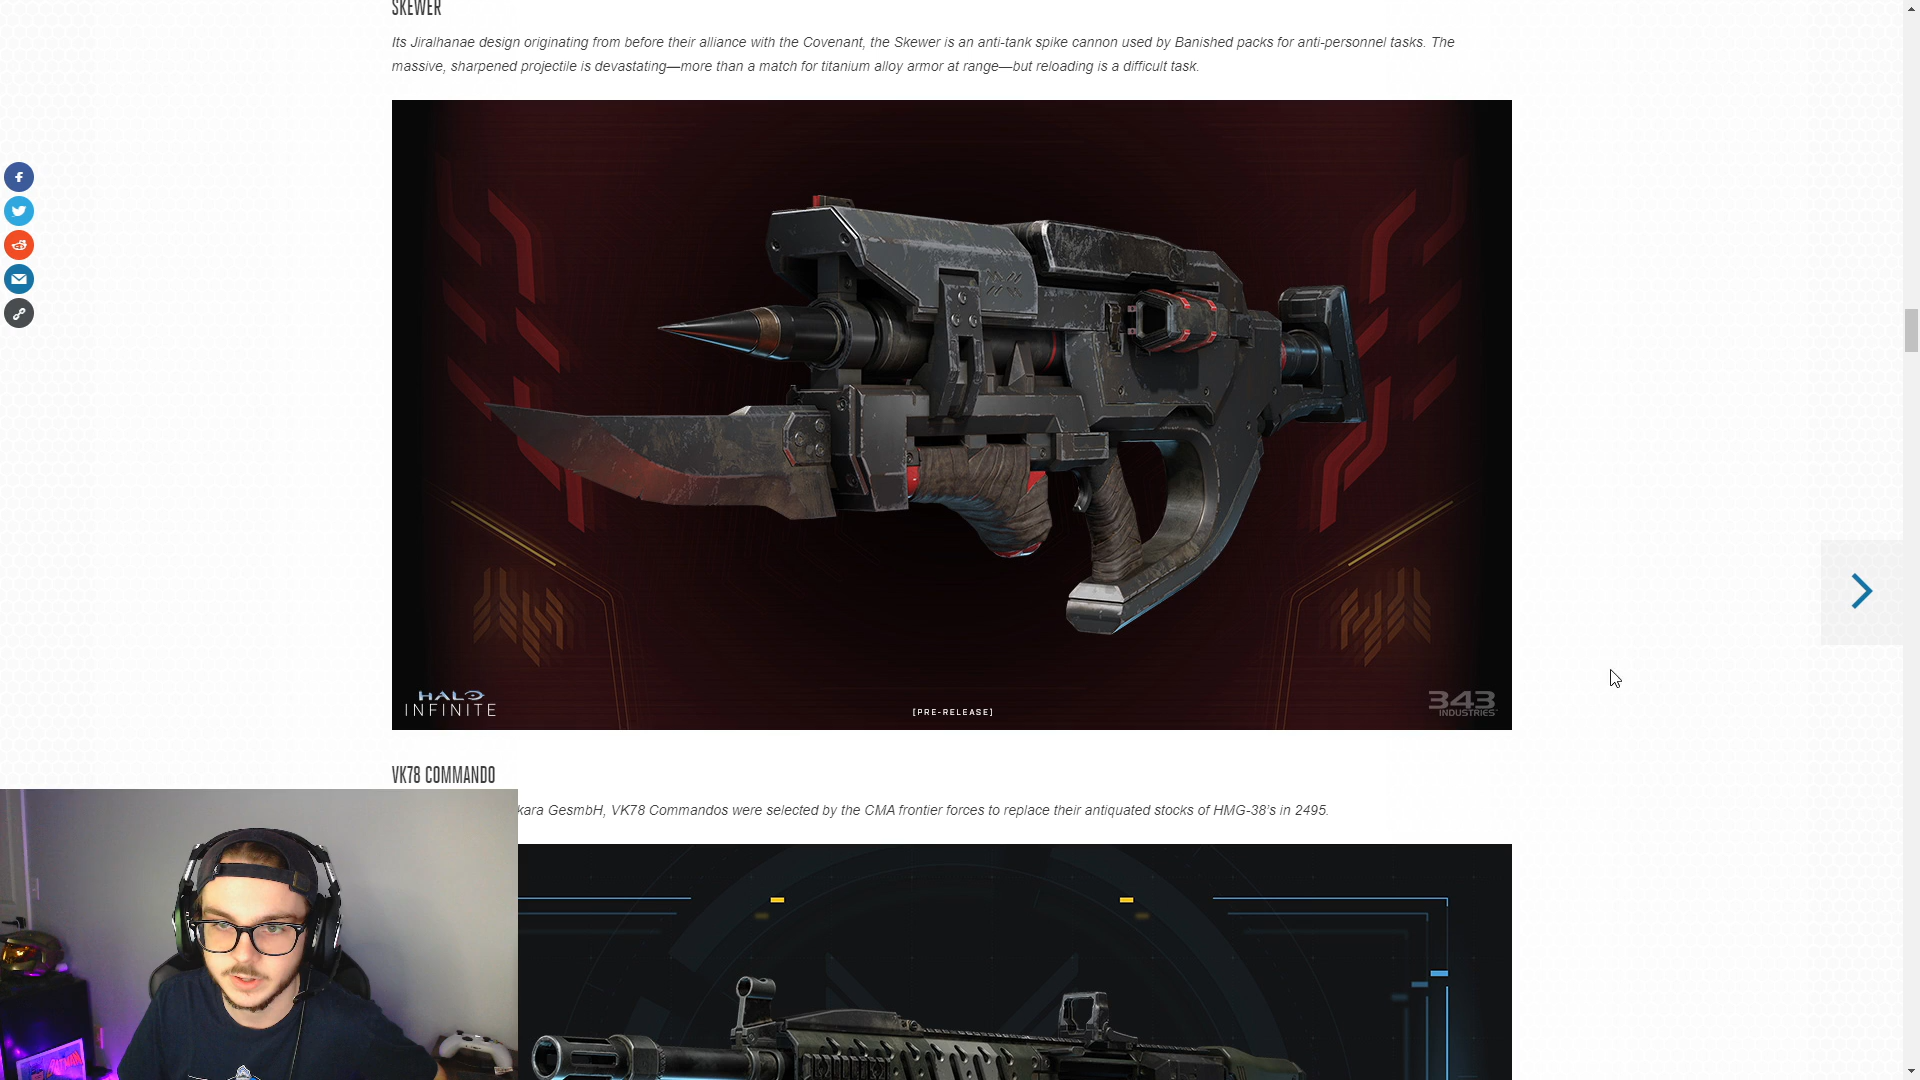 SKEWER
Its Jiralhanae design originating from before their alliance with the Covenant, the Skewer is an anti-tank spike cannon used by Banished packs for anti-personnel tasks. The
massive, sharpened projectile is devastating—more than a match for titanium alloy armor at range—but reloading is a difficult task.
HALO
INFINITE
[PRE-RELEASE]
343
INDUSTRIES
VK78 COMMANDO
kara GesmbH, VK78 Commandos were selected by the CMA frontier forces to replace their antiquated stocks of HMG-38's in 2495.
BATMAN